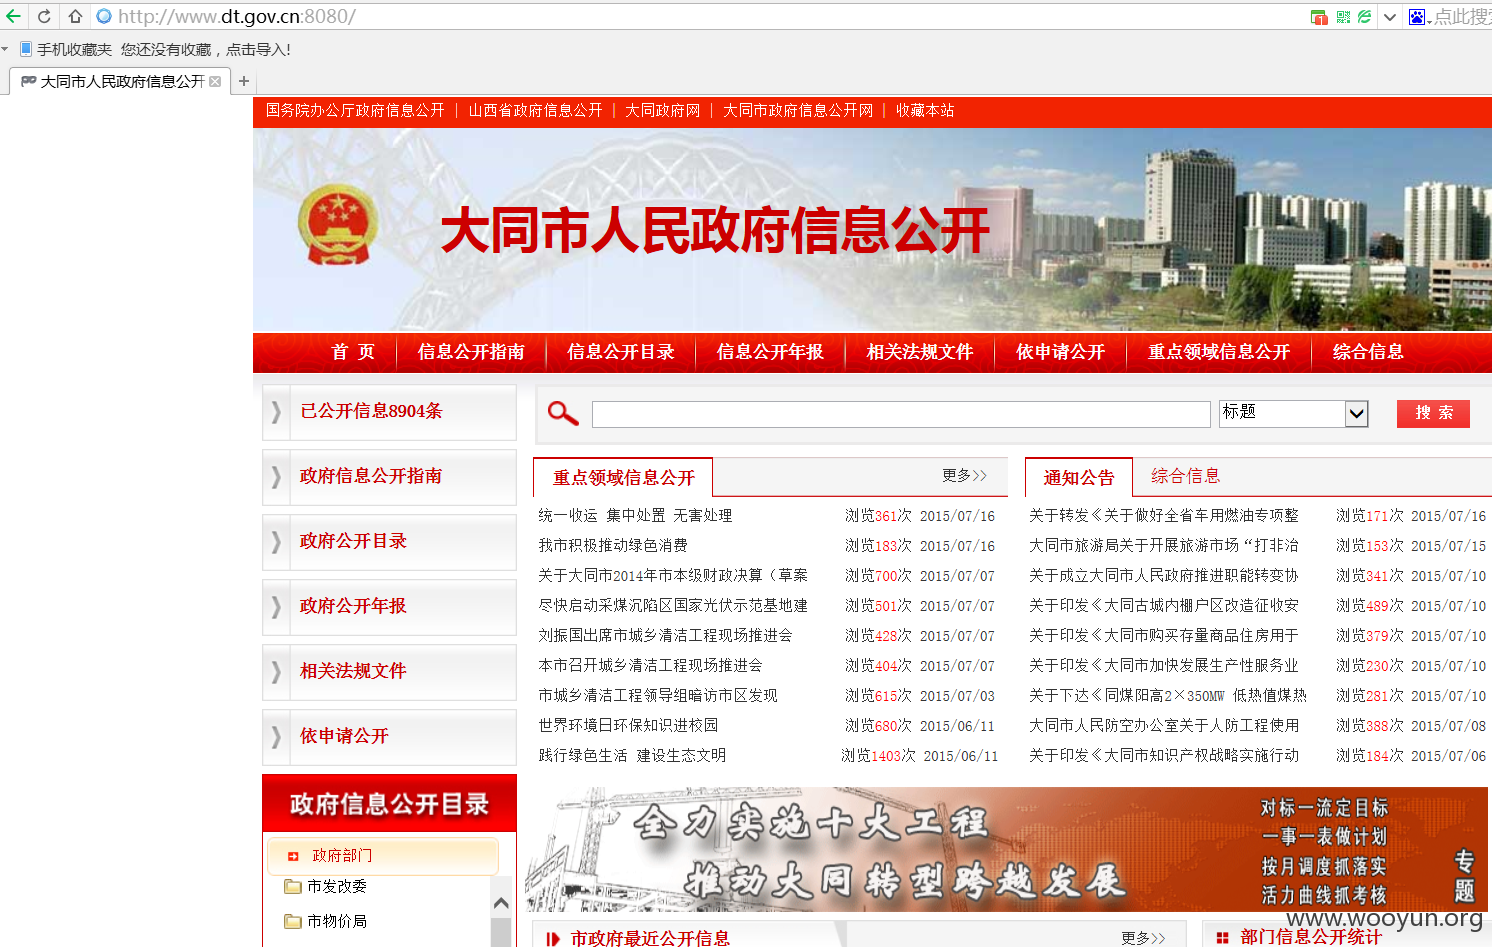 http://www.dt.gov.cn:8080/
点此搜
手机收藏夹 您还没有收藏，点击导入!
大同市人民政府信息公开
国务院办公厅政府信息公开 | 山西省政府信息公开 | 大同政府网 | 大同市政府信息公开网 | 收藏本站
大同市人民政府信息公开
首 页 信息公开指南 信息公开目录 信息公开年报 相关法规文件 依申请公开 重点领域信息公开 综合信息
已公开信息8904条
政府信息公开指南
政府公开目录
政府公开年报
相关法规文件
依申请公开
政府信息公开目录
政府部门
市发改委
市物价局
标题
搜 索
重点领域信息公开 更多>>
统一收运 集中处置 无害处理 浏览361次 2015/07/16
我市积极推动绿色消费 浏览183次 2015/07/16
关于大同市2014年市本级财政决算（草案 浏览700次 2015/07/07
尽快启动采煤沉陷区国家光伏示范基地建 浏览501次 2015/07/07
刘振国出席市城乡清洁工程现场推进会 浏览428次 2015/07/07
本市召开城乡清洁工程现场推进会 浏览404次 2015/07/07
市城乡清洁工程领导组暗访市区发现 浏览615次 2015/07/03
世界环境日环保知识进校园 浏览680次 2015/06/11
践行绿色生活 建设生态文明 浏览1403次 2015/06/11
通知公告 综合信息
关于转发《关于做好全省车用燃油专项整 浏览171次 2015/07/16
大同市旅游局关于开展旅游市场“打非治 浏览153次 2015/07/15
关于成立大同市人民政府推进职能转变协 浏览341次 2015/07/10
关于印发《大同古城内棚户区改造征收安 浏览489次 2015/07/10
关于印发《大同市购买存量商品住房用于 浏览379次 2015/07/10
关于印发《大同市加快发展生产性服务业 浏览230次 2015/07/10
关于下达《同煤阳高2×350MW 低热值煤热 浏览281次 2015/07/10
大同市人民防空办公室关于人防工程使用 浏览388次 2015/07/08
关于印发《大同市知识产权战略实施行动 浏览184次 2015/07/06
全力实施十大工程
推动大同转型跨越发展
对标一流定目标
一事一表做计划
按月调度抓落实
活力曲线抓考核
专题
www.wooyun.org
市政府最近公开信息 更多>>
部门信息公开统计